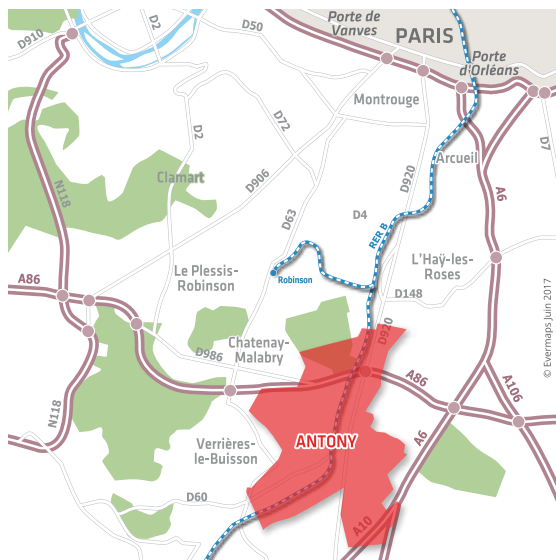 Porte de
Vanves
D2
D50
D910
PARIS
Porte
d'Orléans
Montrouge
D72
D2
D7
Arcueil
Clamart
D906
D920
N118
A6
D63
D4
RER B
L'Haÿ-les-
Roses
A86
Le Plessis-
Robinson
Robinson
D148
D920
© Evermaps Juin 2017
Chatenay-
Malabry
D986
A86
A106
N118
A6
Verrières-
le-Buisson
ANTONY
D60
A10